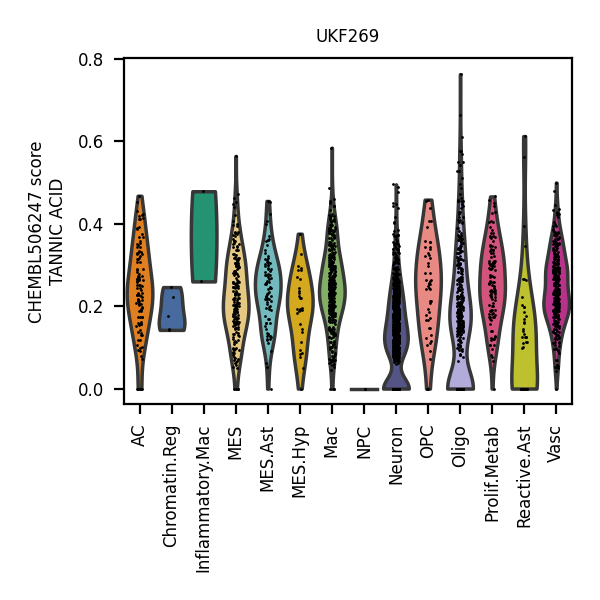 UKF269
CHEMBL506247 score
TANNIC ACID
0.8
0.6
0.4
0.2
0.0
AC
Chromatin.Reg
Inflammatory.Mac
MES
MES.Ast
MES.Hyp
Mac
NPC
Neuron
OPC
Oligo
Prolif.Metab
Reactive.Ast
Vasc